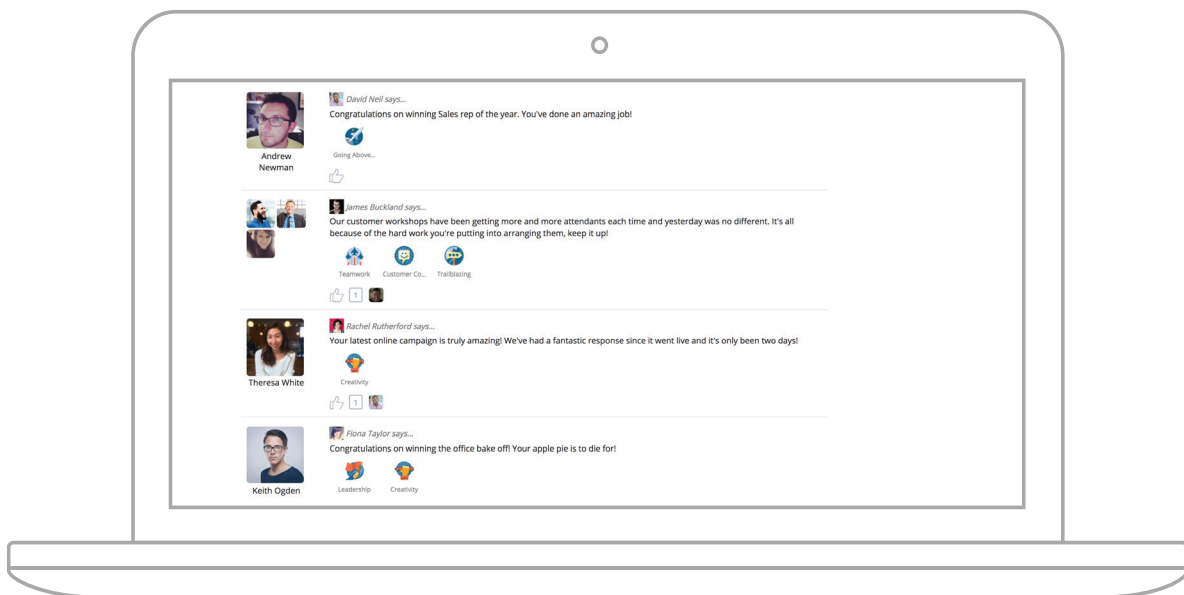 David Neil says...
Congratulations on winning Sales rep of the year. You've done an amazing job!
Going Above...
Andrew
Newman
James Buckland says...
Our customer workshops have been getting more and more attendants each time and yesterday was no different. It's all
because of the hard work you're putting into arranging them, keep it up!
Teamwork Customer Co... Trailblazing
1
Rachel Rutherford says...
Your latest online campaign is truly amazing! We've had a fantastic response since it went live and it's only been two days!
Creativity
Theresa White
1
Fiona Taylor says...
Congratulations on winning the office bake off! Your apple pie is to die for!
Leadership Creativity
Keith Ogden